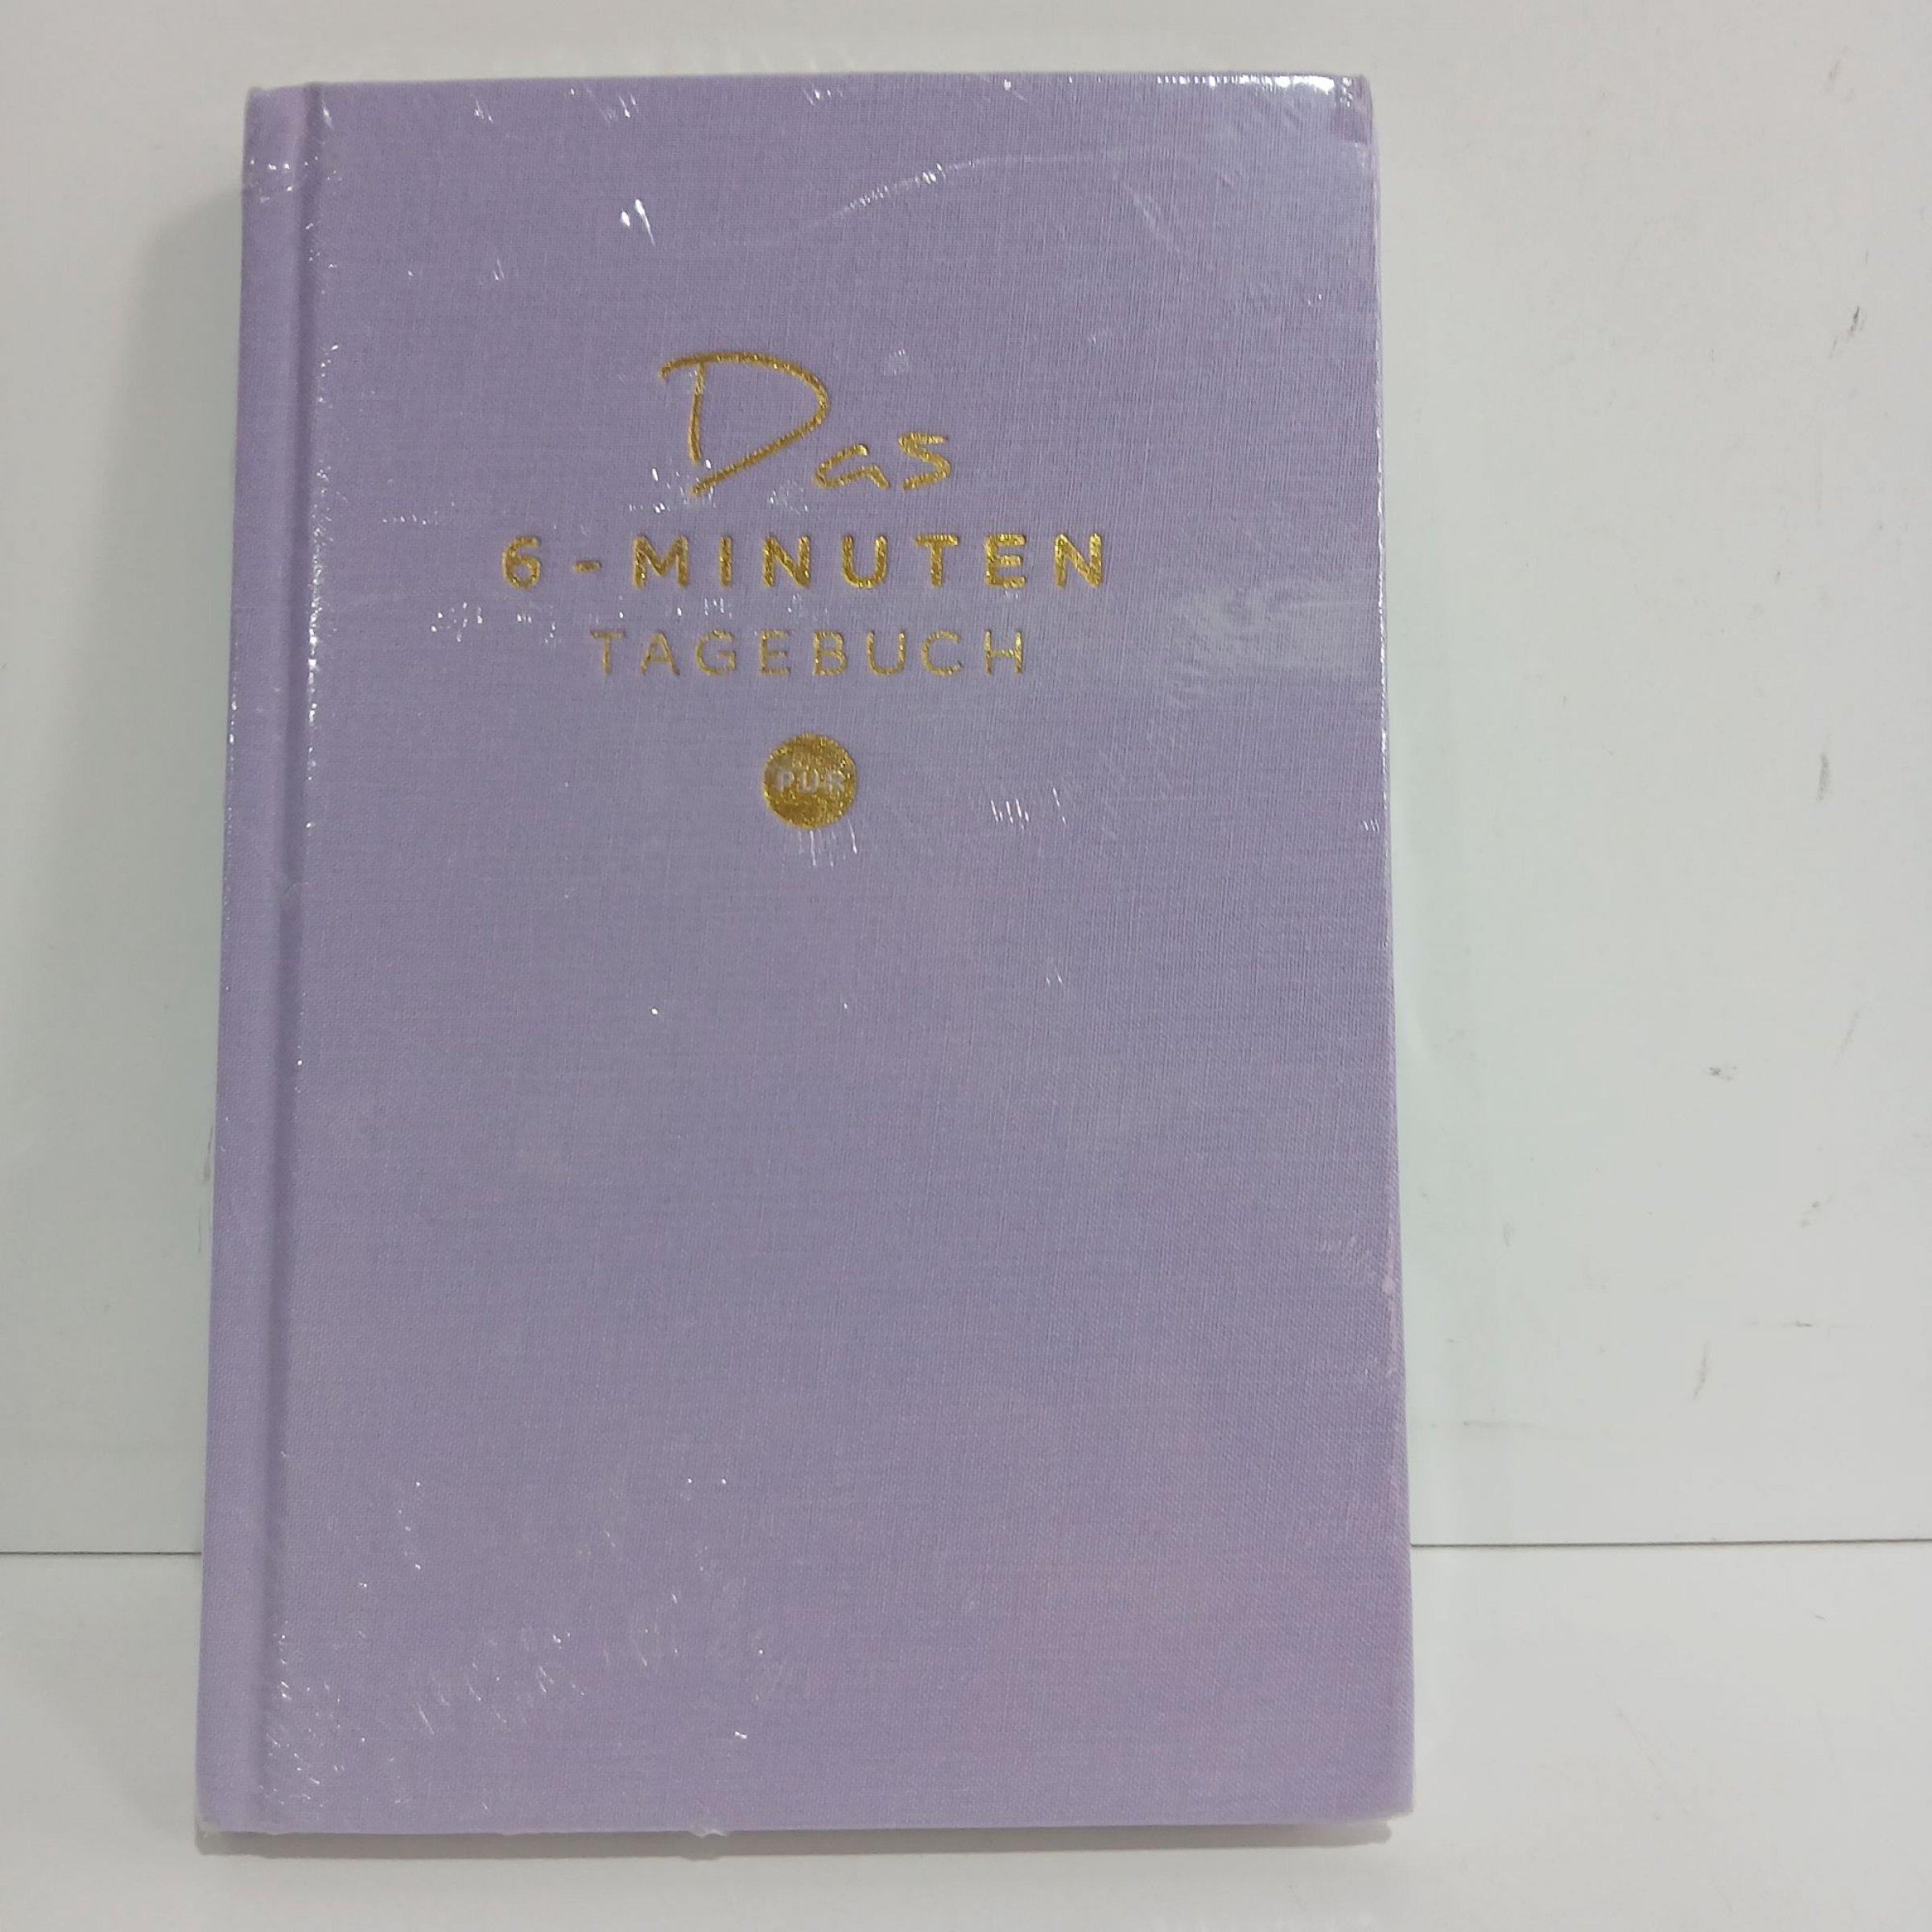 Das
6-MINUTEN
TAGEBUCH
PUR